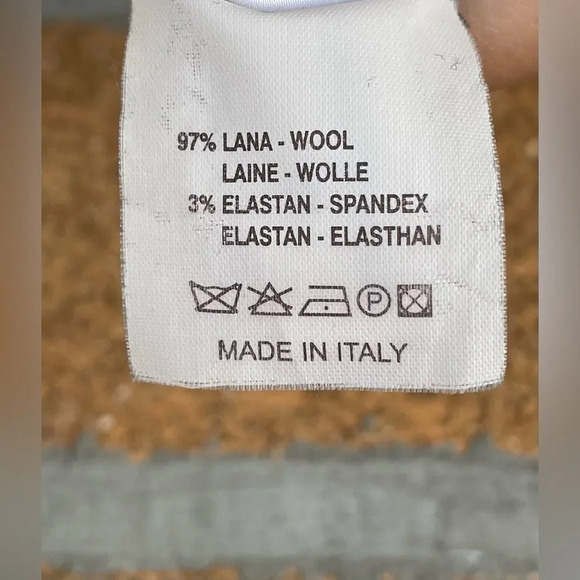 97% LANA - WOOL
LAINE - WOLLE
3% ELASTAN - SPANDEX
ELASTAN - ELASTHAN
P
MADE IN ITALY